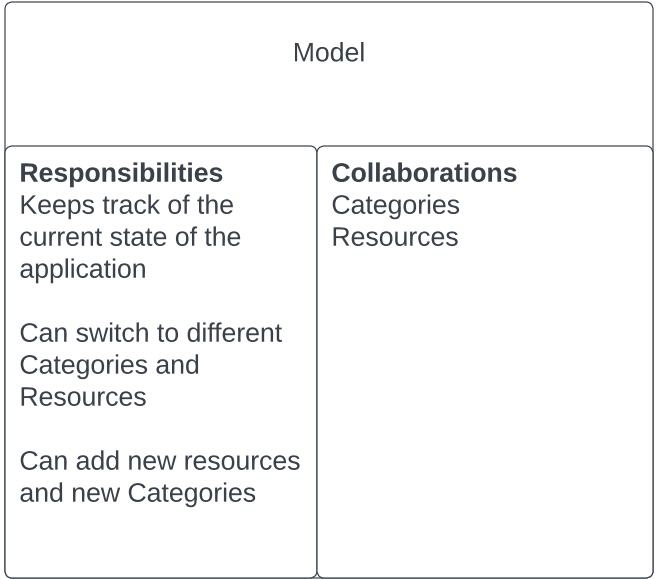 Model
Responsibilities
Keeps track of the
current state of the
application
Can switch to different
Categories and
Resources
Can add new resources
and new Categories
Collaborations
Categories
Resources